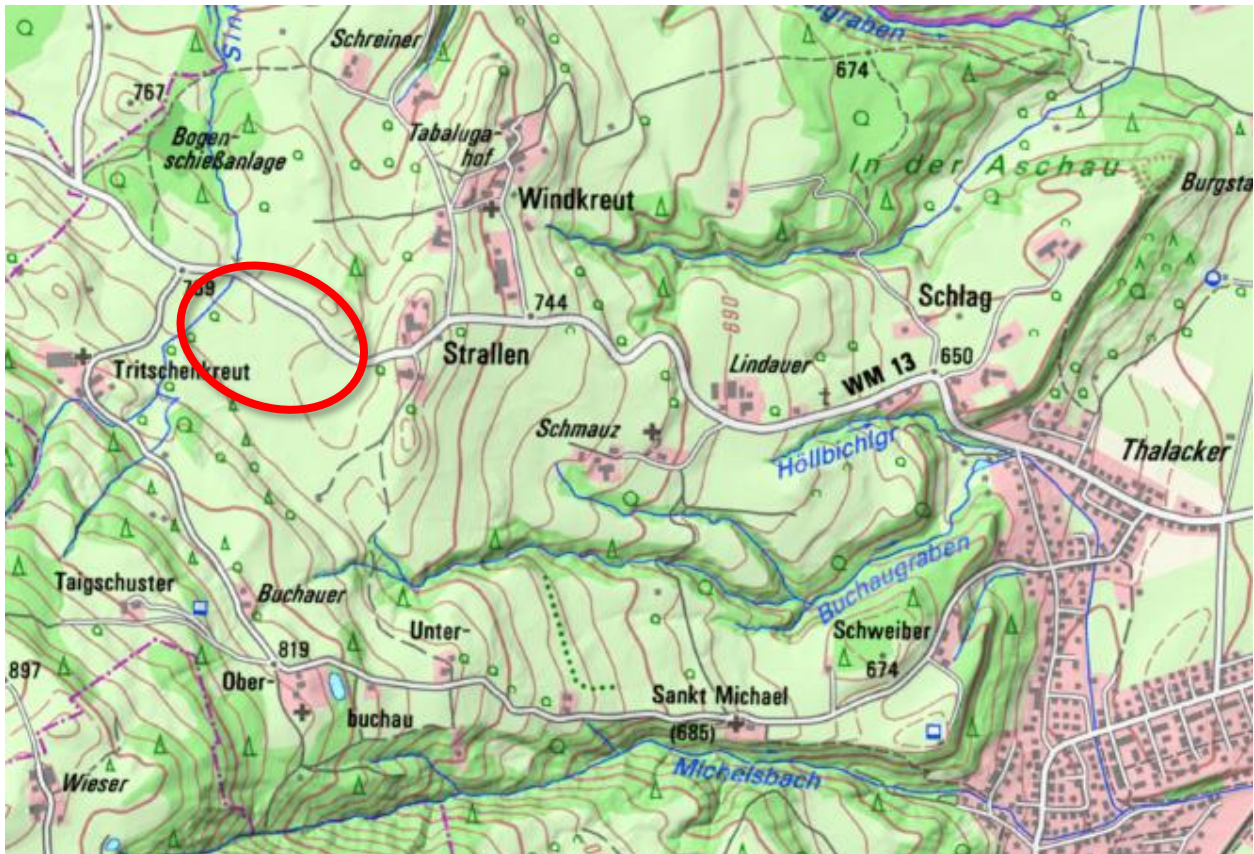 Schreiner
674
767
Bogen-
schießanlage
Tabaluga-
hof
In der Aschau
Windkreut
744
Strallen
Tritschenkreut
690
Lindauer
WM 13
Schlag
650
Schmauz
Höllbichlgr
Thalacker
Buchaugraben
Taigschuster
Buchauer
Unter-
Schweiber
819
897
Ober-
buchau
Sankt Michael
(685)
674
Wieser
Michelsbach